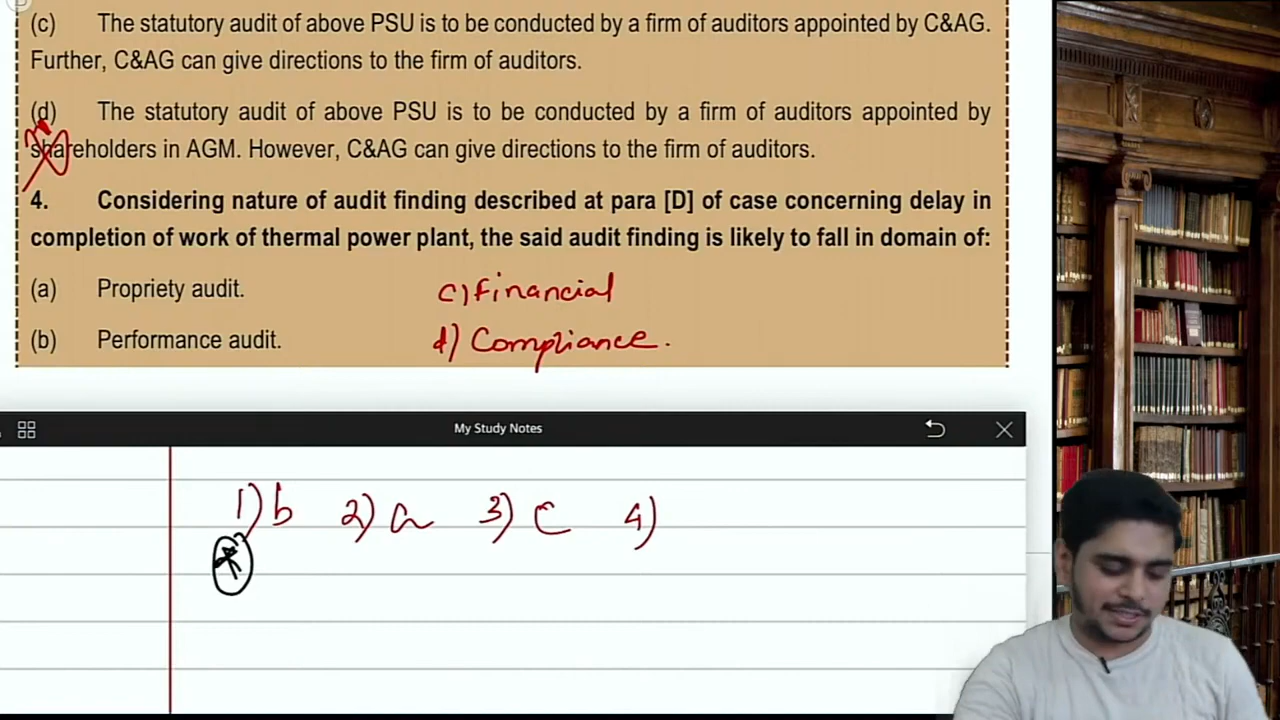 (c) The statutory audit of above PSU is to be conducted by a firm of auditors appointed by C&AG.
Further, C&AG can give directions to the firm of auditors.
(d) The statutory audit of above PSU is to be conducted by a firm of auditors appointed by
shareholders in AGM. However, C&AG can give directions to the firm of auditors.
4. Considering nature of audit finding described at para [D] of case concerning delay in
completion of work of thermal power plant, the said audit finding is likely to fall in domain of:
(a) Propriety audit. c) financial
(b) Performance audit. d) Compliance.
My Study Notes
1) b 2) a 3) c 4)